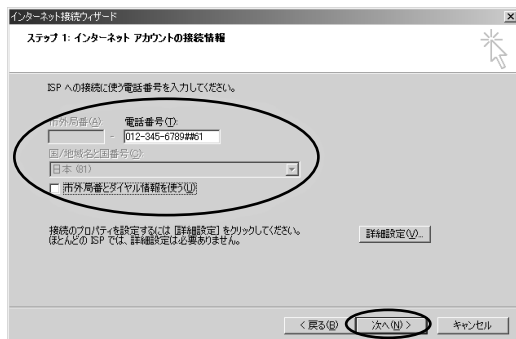 インターネット接続ウィザード
ステップ 1: インターネット アカウントの接続情報
ISP への接続に使う電話番号を入力してください。
市外局番(A) 電話番号(T):
- 012-345-6789##61
国/地域名と国番号(O):
日本 (81)
市外局番とダイヤル情報を使う(U)
接続のプロパティを設定するには [詳細設定] をクリックしてください。 詳細設定(V)...
ほとんどの ISP では、詳細設定は必要ありません。
< 戻る(B) 次へ(N) > キャンセル